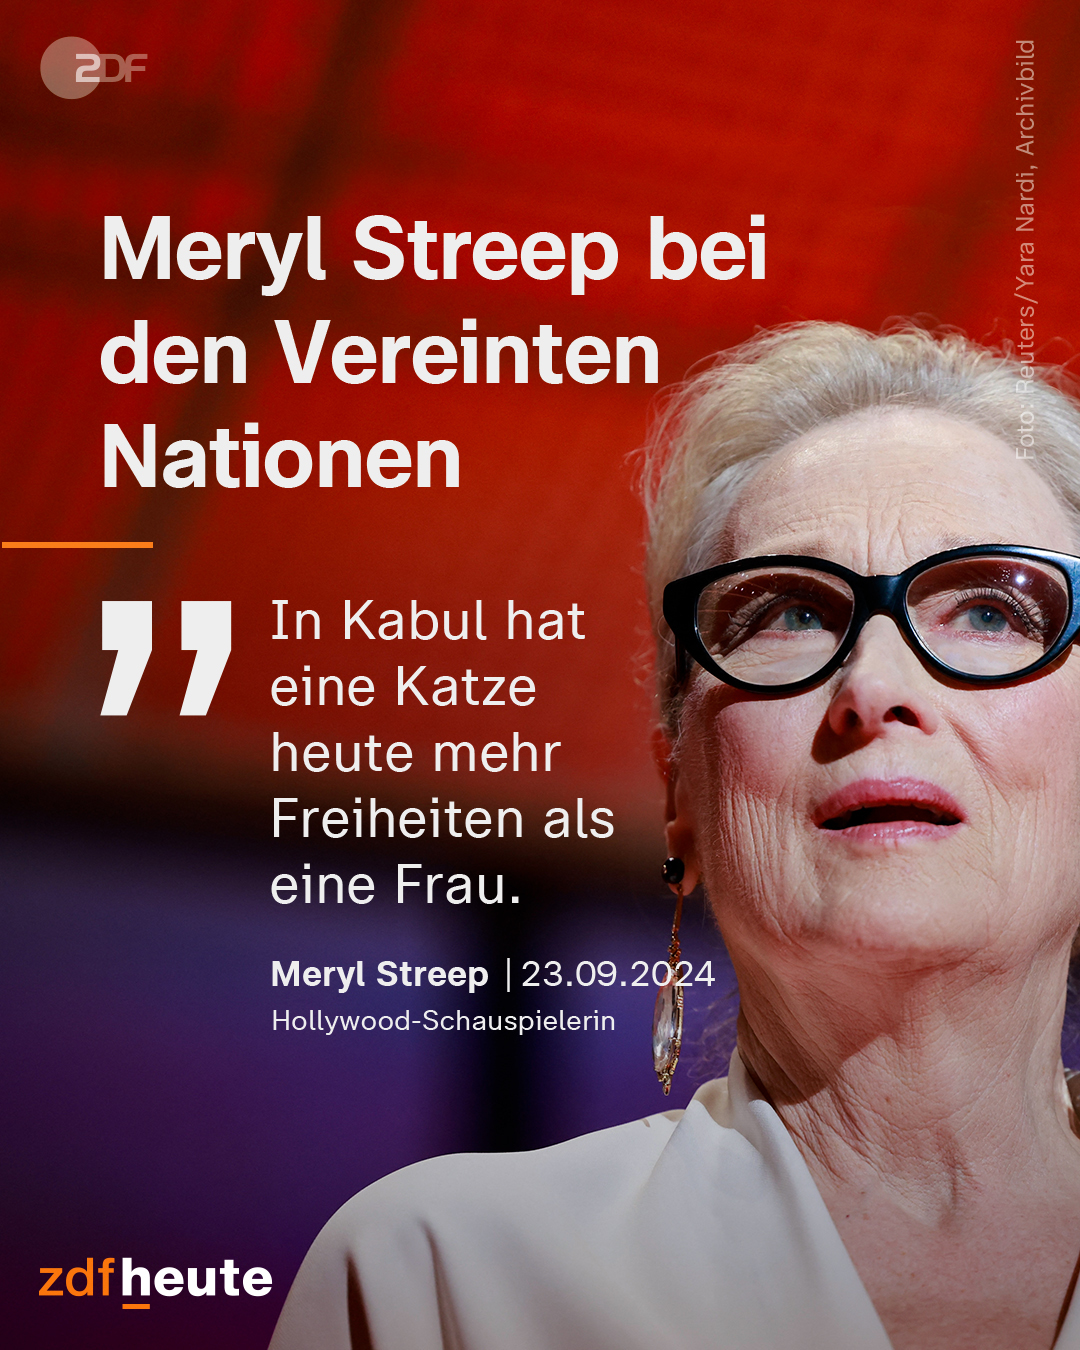 ZDF
Foto: Reuters/Yara Nardi, Archivbild
Meryl Streep bei
den Vereinten
Nationen
In Kabul hat
eine Katze
heute mehr
Freiheiten als
eine Frau.
Meryl Streep | 23.09.2024
Hollywood-Schauspielerin
zdfheute